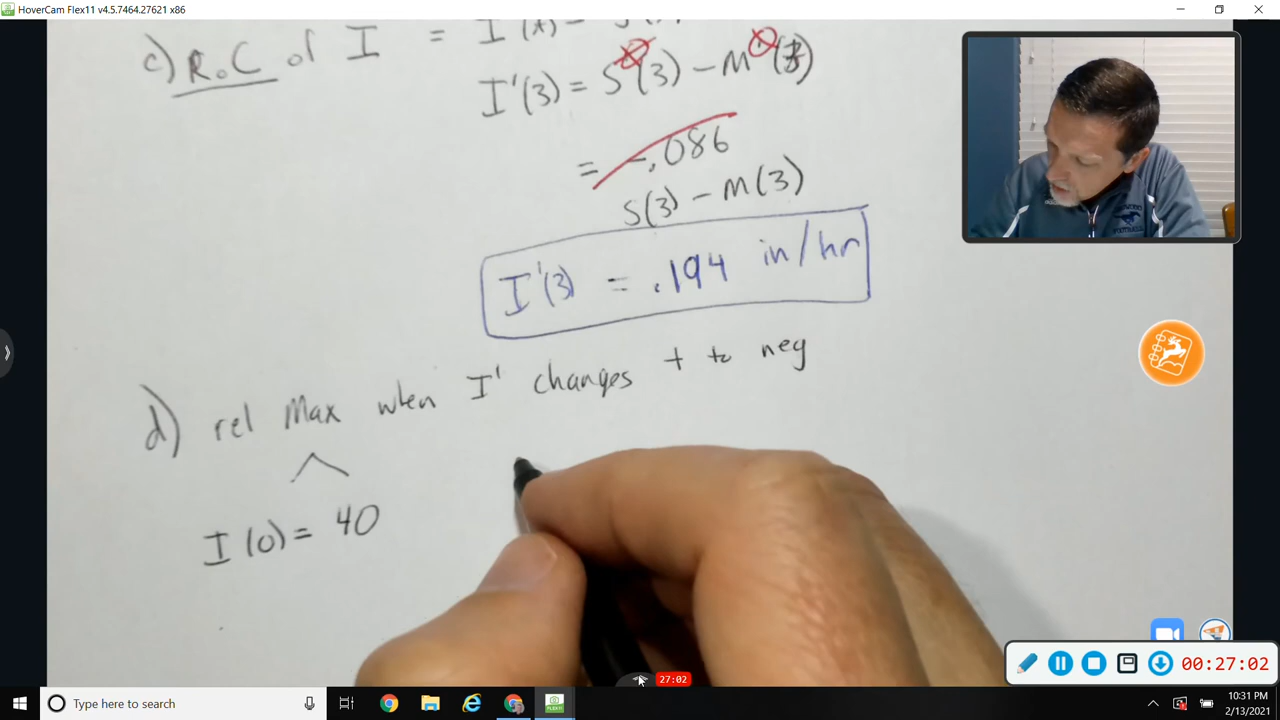 HoverCam Flex11 v4.5.7464.27621 x86
c) R.o.C of I = I'(t) =
I'(3) = S'(3) - M'(3)
= -.086
S(3) - M(3)
I'(3) = .194 in/hr
d) rel Max when I' changes + to neg
I(0) = 40
00:27:02
27:02
Type here to search
FLEX11
10:31 PM
2/13/2021